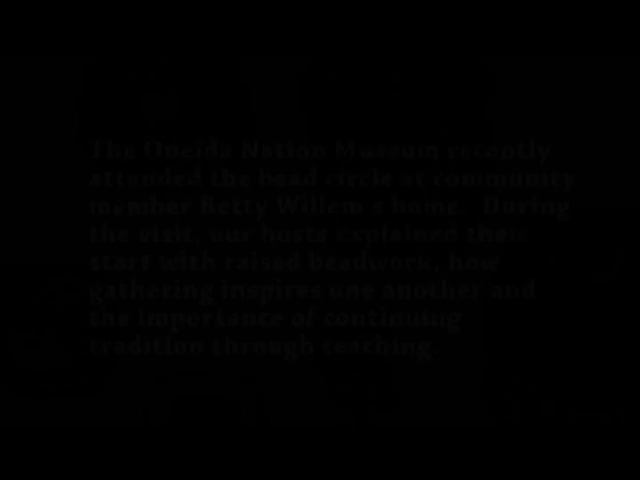 The Oneida Nation Museum recently
attended the bead circle at community
member Betty Willem's home. During
the visit, our hosts explained their
start with raised beadwork, how
gathering inspires one another and
the importance of continuing
tradition through teaching.